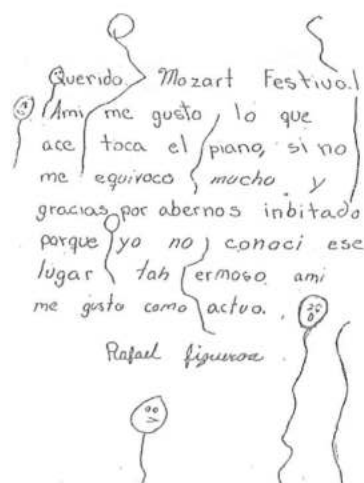 Querido Mozart Festival
Ami me gusto lo que
ace toca el piano, si no
me equivoco mucho y
gracias por abernos inbitado
porque yo no conoci ese
lugar tan ermoso ami
me gusto como actuo.
Rafael figueroa